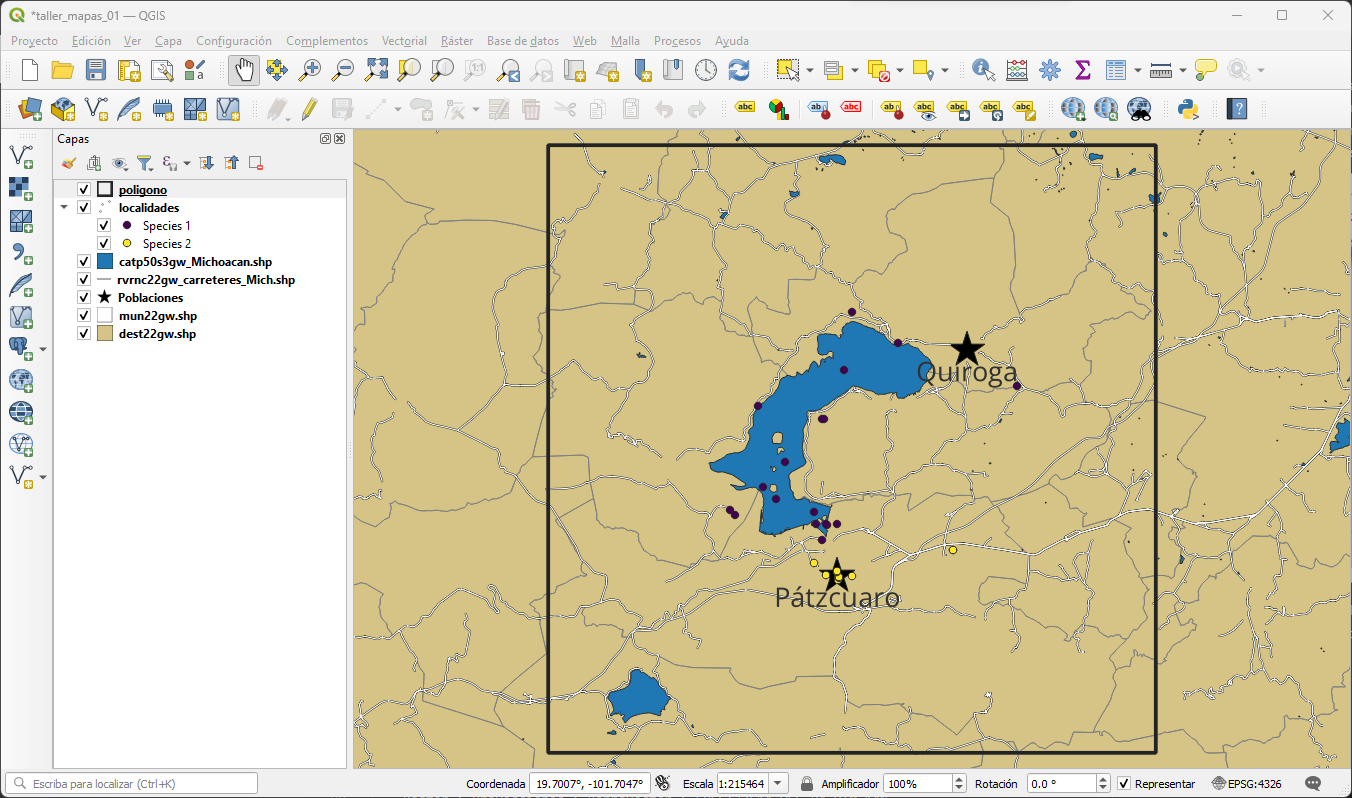 *taller_mapas_01 — QGIS
Proyecto Edición Ver Capa Configuración Complementos Vectorial Ráster Base de datos Web Malla Procesos Ayuda
Capas
poligono
localidades
Species 1
Species 2
catp50s3gw_Michoacan.shp
rvrnc22gw_carreteres_Mich.shp
Poblaciones
mun22gw.shp
dest22gw.shp
Quiroga
Pátzcuaro
Escriba para localizar (Ctrl+K)
Coordenada 19.7007°, -101.7047° Escala 1:215464 Amplificador 100% Rotación 0.0 ° Representar EPSG:4326